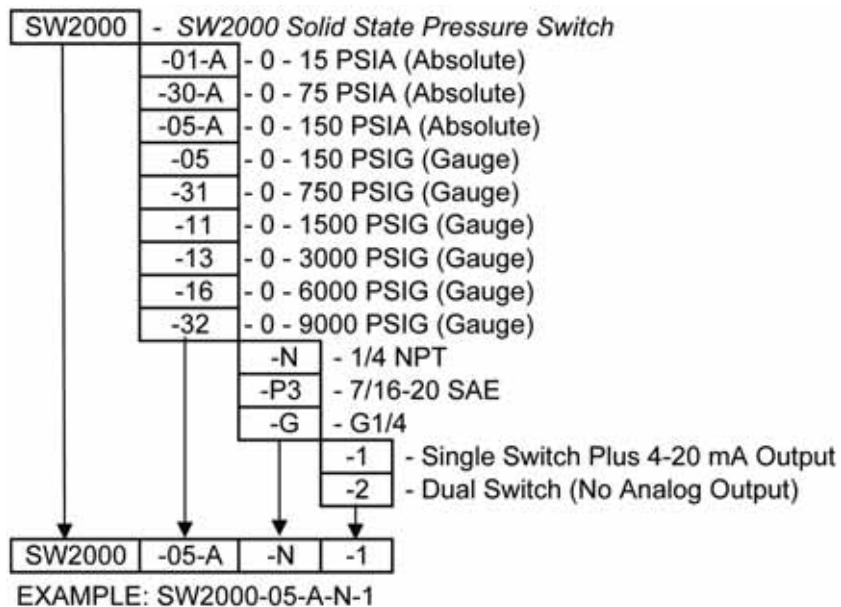 SW2000 - SW2000 Solid State Pressure Switch
-01-A - 0 - 15 PSIA (Absolute)
-30-A - 0 - 75 PSIA (Absolute)
-05-A - 0 - 150 PSIA (Absolute)
-05 - 0 - 150 PSIG (Gauge)
-31 - 0 - 750 PSIG (Gauge)
-11 - 0 - 1500 PSIG (Gauge)
-13 - 0 - 3000 PSIG (Gauge)
-16 - 0 - 6000 PSIG (Gauge)
-32 - 0 - 9000 PSIG (Gauge)
-N - 1/4 NPT
-P3 - 7/16-20 SAE
-G - G1/4
-1 - Single Switch Plus 4-20 mA Output
-2 - Dual Switch (No Analog Output)
SW2000 -05-A -N -1
EXAMPLE: SW2000-05-A-N-1